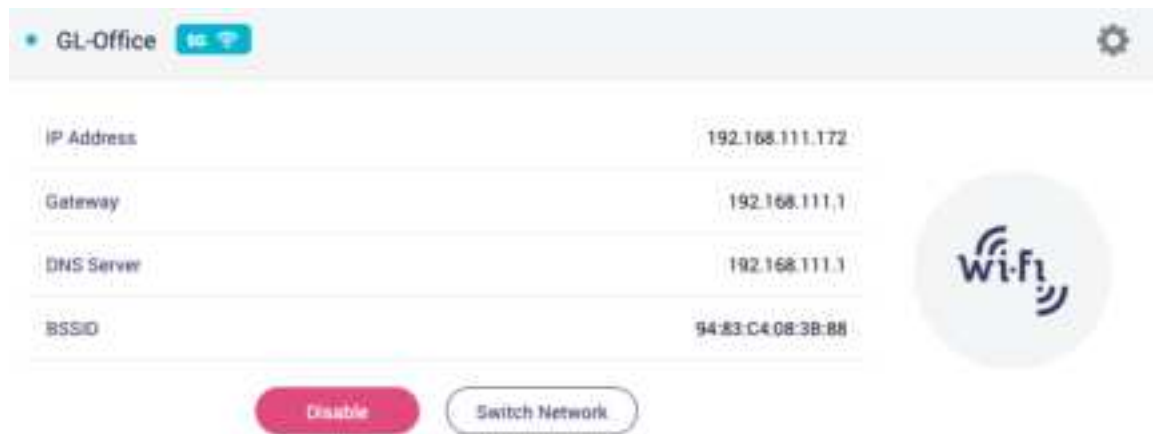 GL-Office 5G
IP Address 192.168.111.172
Gateway 192.168.111.1
DNS Server 192.168.111.1
BSSID 94:83:C4:08:3B:88
Wi-Fi
Disable Switch Network